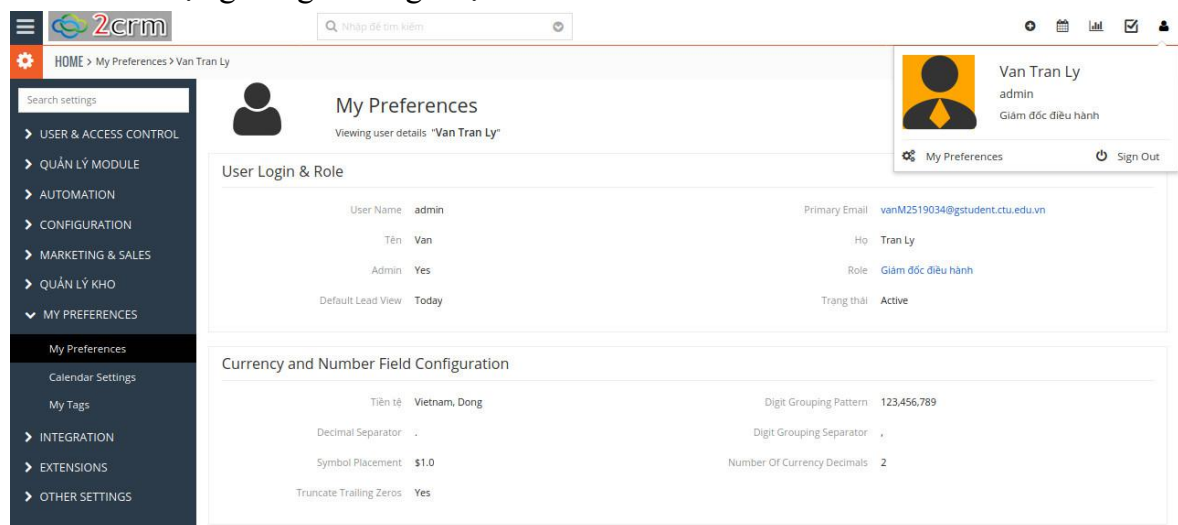 2crm
Nhập để tìm kiếm
HOME > My Preferences > Van Tran Ly
Van Tran Ly
admin
Giám đốc điều hành
My Preferences Sign Out
Search settings
USER & ACCESS CONTROL
QUẢN LÝ MODULE
AUTOMATION
CONFIGURATION
MARKETING & SALES
QUẢN LÝ KHO
MY PREFERENCES
My Preferences
Calendar Settings
My Tags
INTEGRATION
EXTENSIONS
OTHER SETTINGS
My Preferences
Viewing user details "Van Tran Ly"
User Login & Role
User Name admin Primary Email vanM2519034@gstudent.ctu.edu.vn
Tên Van Họ Tran Ly
Admin Yes Role Giám đốc điều hành
Default Lead View Today Trạng thái Active
Currency and Number Field Configuration
Tiền tệ Vietnam, Dong Digit Grouping Pattern 123,456,789
Decimal Separator . Digit Grouping Separator ,
Symbol Placement $1.0 Number Of Currency Decimals 2
Truncate Trailing Zeros Yes